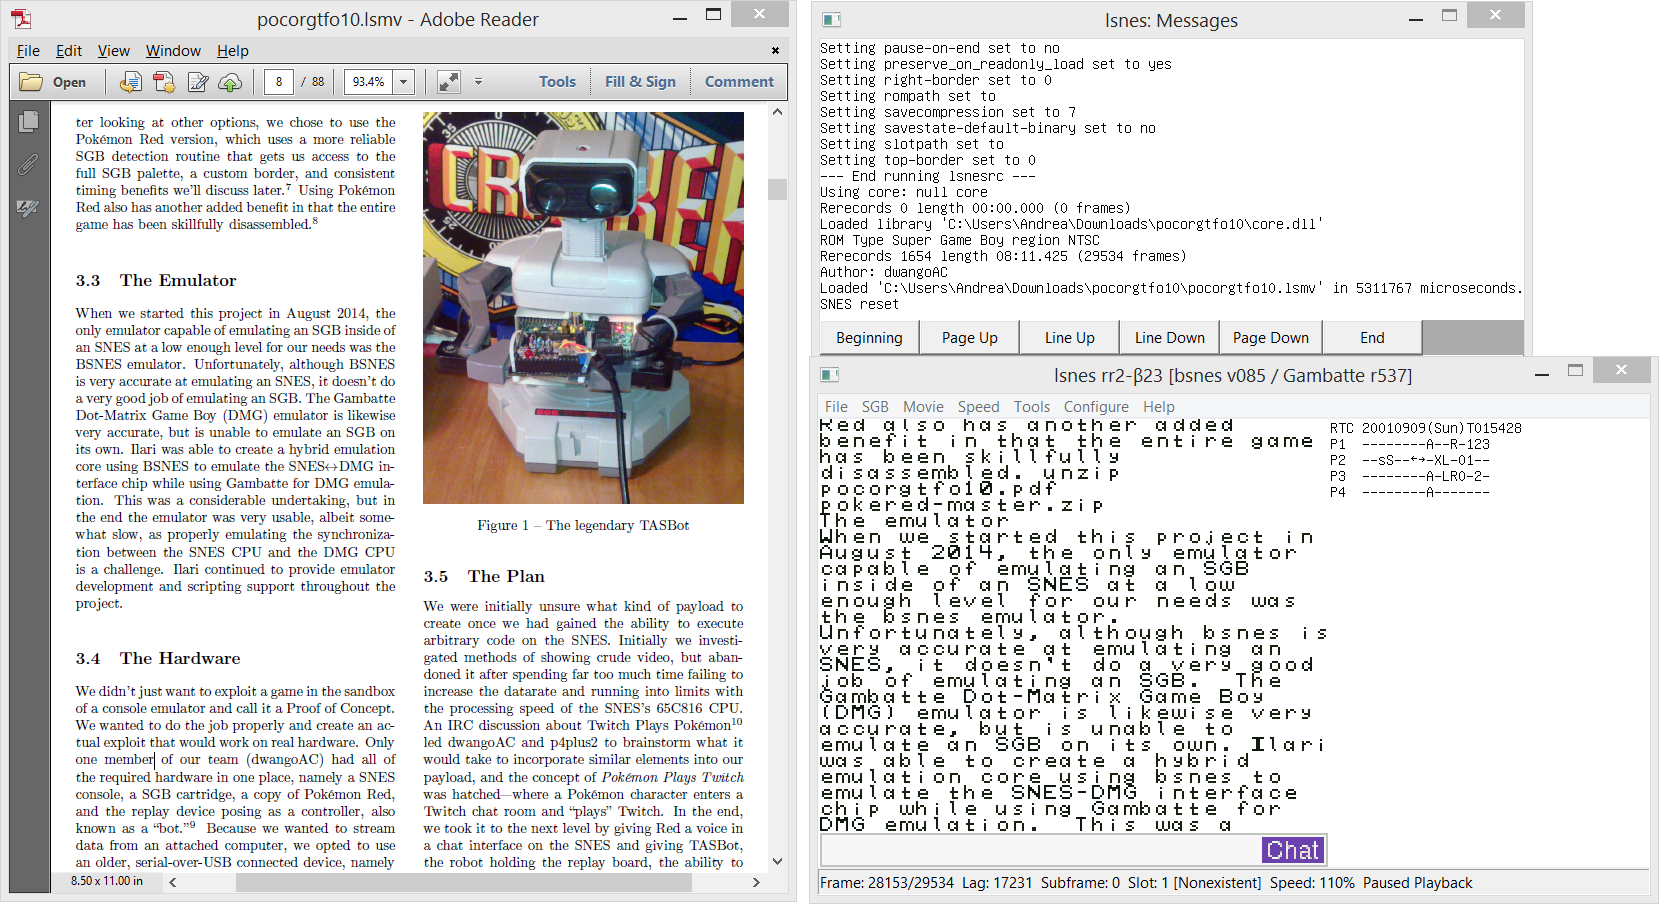 pocorgtfo10.lsmv - Adobe Reader
File Edit View Window Help
Open 8 / 88 93.4% Tools Fill & Sign Comment
ter looking at other options, we chose to use the
Pokémon Red version, which uses a more reliable
SGB detection routine that gets us access to the
full SGB palette, a custom border, and consistent
timing benefits we'll discuss later.7 Using Pokémon
Red also has another added benefit in that the entire
game has been skillfully disassembled.8
3.3 The Emulator
When we started this project in August 2014, the
only emulator capable of emulating an SGB inside of
an SNES at a low enough level for our needs was the
BSNES emulator. Unfortunately, although BSNES
is very accurate at emulating an SNES, it doesn't do
a very good job of emulating an SGB. The Gambatte
Dot-Matrix Game Boy (DMG) emulator is likewise
very accurate, but is unable to emulate an SGB on
its own. Ilari was able to create a hybrid emulation
core using BSNES to emulate the SNES↔DMG in-
terface chip while using Gambatte for DMG emula-
tion. This was a considerable undertaking, but in
the end the emulator was very usable, albeit some-
what slow, as properly emulating the synchroniza-
tion between the SNES CPU and the DMG CPU
is a challenge. Ilari continued to provide emulator
development and scripting support throughout the
project.
3.4 The Hardware
We didn't just want to exploit a game in the sandbox
of a console emulator and call it a Proof of Concept.
We wanted to do the job properly and create an ac-
tual exploit that would work on real hardware. Only
one member of our team (dwangoAC) had all of
the required hardware in one place, namely a SNES
console, a SGB cartridge, a copy of Pokémon Red,
and the replay device posing as a controller, also
known as a "bot."9 Because we wanted to stream
data from an attached computer, we opted to use
an older, serial-over-USB connected device, namely
Figure 1 – The legendary TASBot
3.5 The Plan
We were initially unsure what kind of payload to
create once we had gained the ability to execute
arbitrary code on the SNES. Initially we investi-
gated methods of showing crude video, but aban-
doned it after spending far too much time failing to
increase the datarate and running into limits with
the processing speed of the SNES's 65C816 CPU.
An IRC discussion about Twitch Plays Pokémon10
led dwangoAC and p4plus2 to brainstorm what it
would take to incorporate similar elements into our
payload, and the concept of Pokémon Plays Twitch
was hatched—where a Pokémon character enters a
Twitch chat room and "plays" Twitch. In the end,
we took it to the next level by giving Red a voice in
a chat interface on the SNES and giving TASBot,
the robot holding the replay board, the ability to
8.50 x 11.00 in
lsnes: Messages
Setting pause-on-end set to no
Setting preserve_on_readonly_load set to yes
Setting right-border set to 0
Setting rompath set to
Setting savecompression set to 7
Setting savestate-default-binary set to no
Setting slotpath set to
Setting top-border set to 0
--- End running lsnesrc ---
Using core: null core
Rerecords 0 length 00:00.000 (0 frames)
Loaded library 'C:\Users\Andrea\Downloads\pocorgtfo10\core.dll'
ROM Type Super Game Boy region NTSC
Rerecords 1654 length 08:11.425 (29534 frames)
Author: dwangoAC
Loaded 'C:\Users\Andrea\Downloads\pocorgtfo10\pocorgtfo10.lsmv' in 5311767 microseconds.
SNES reset
Beginning Page Up Line Up Line Down Page Down End
lsnes rr2-β23 [bsnes v085 / Gambatte r537]
File SGB Movie Speed Tools Configure Help
Red also has another added
benefit in that the entire game
has been skillfully
disassembled. unzip
pocorgtfo10.pdf
pokered-master.zip
The emulator
When we started this project in
August 2014, the only emulator
capable of emulating an SGB
inside of an SNES at a low
enough level for our needs was
the bsnes emulator.
Unfortunately, although bsnes is
very accurate at emulating an
SNES, it doesn't do a very good
job of emulating an SGB. The
Gambatte Dot-Matrix Game Boy
(DMG) emulator is likewise very
accurate, but is unable to
emulate an SGB on its own. Ilari
was able to create a hybrid
emulation core using bsnes to
emulate the SNES-DMG interface
chip while using Gambatte for
DMG emulation. This was a
Chat
RTC 20010909(Sun)T015428
P1 --------A--R-123
P2 --sS--←→-XL-01--
P3 --------A-LR0-2-
P4 --------A-------
Frame: 28153/29534 Lag: 17231 Subframe: 0 Slot: 1 [Nonexistent] Speed: 110% Paused Playback